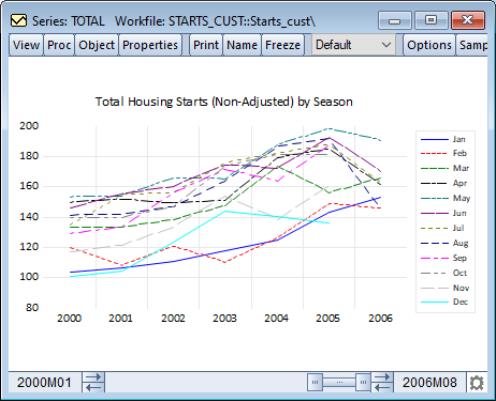 Series: TOTAL Workfile: STARTS_CUST::Starts_cust\
View Proc Object Properties Print Name Freeze Default Options Samp
Total Housing Starts (Non-Adjusted) by Season
200
180
160
140
120
100
80
2000 2001 2002 2003 2004 2005 2006
Jan
Feb
Mar
Apr
May
Jun
Jul
Aug
Sep
Oct
Nov
Dec
2000M01 2006M08